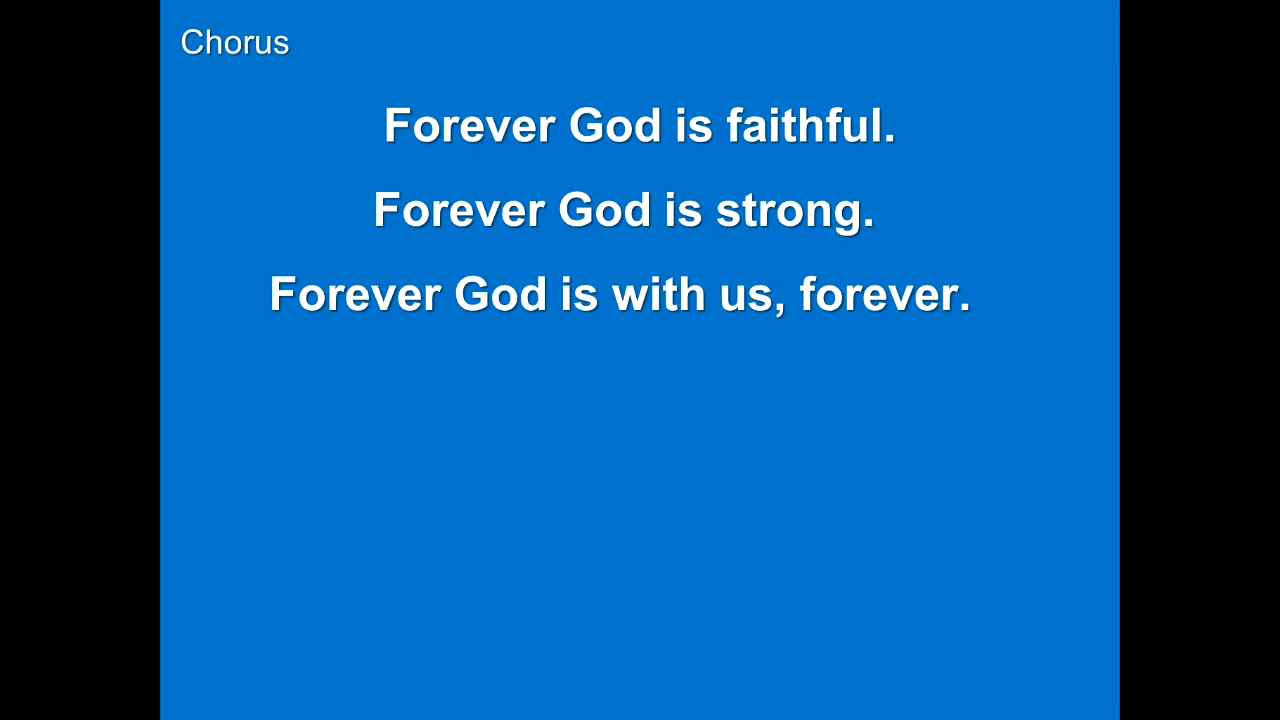 Chorus
Forever God is faithful.
Forever God is strong.
Forever God is with us, forever.